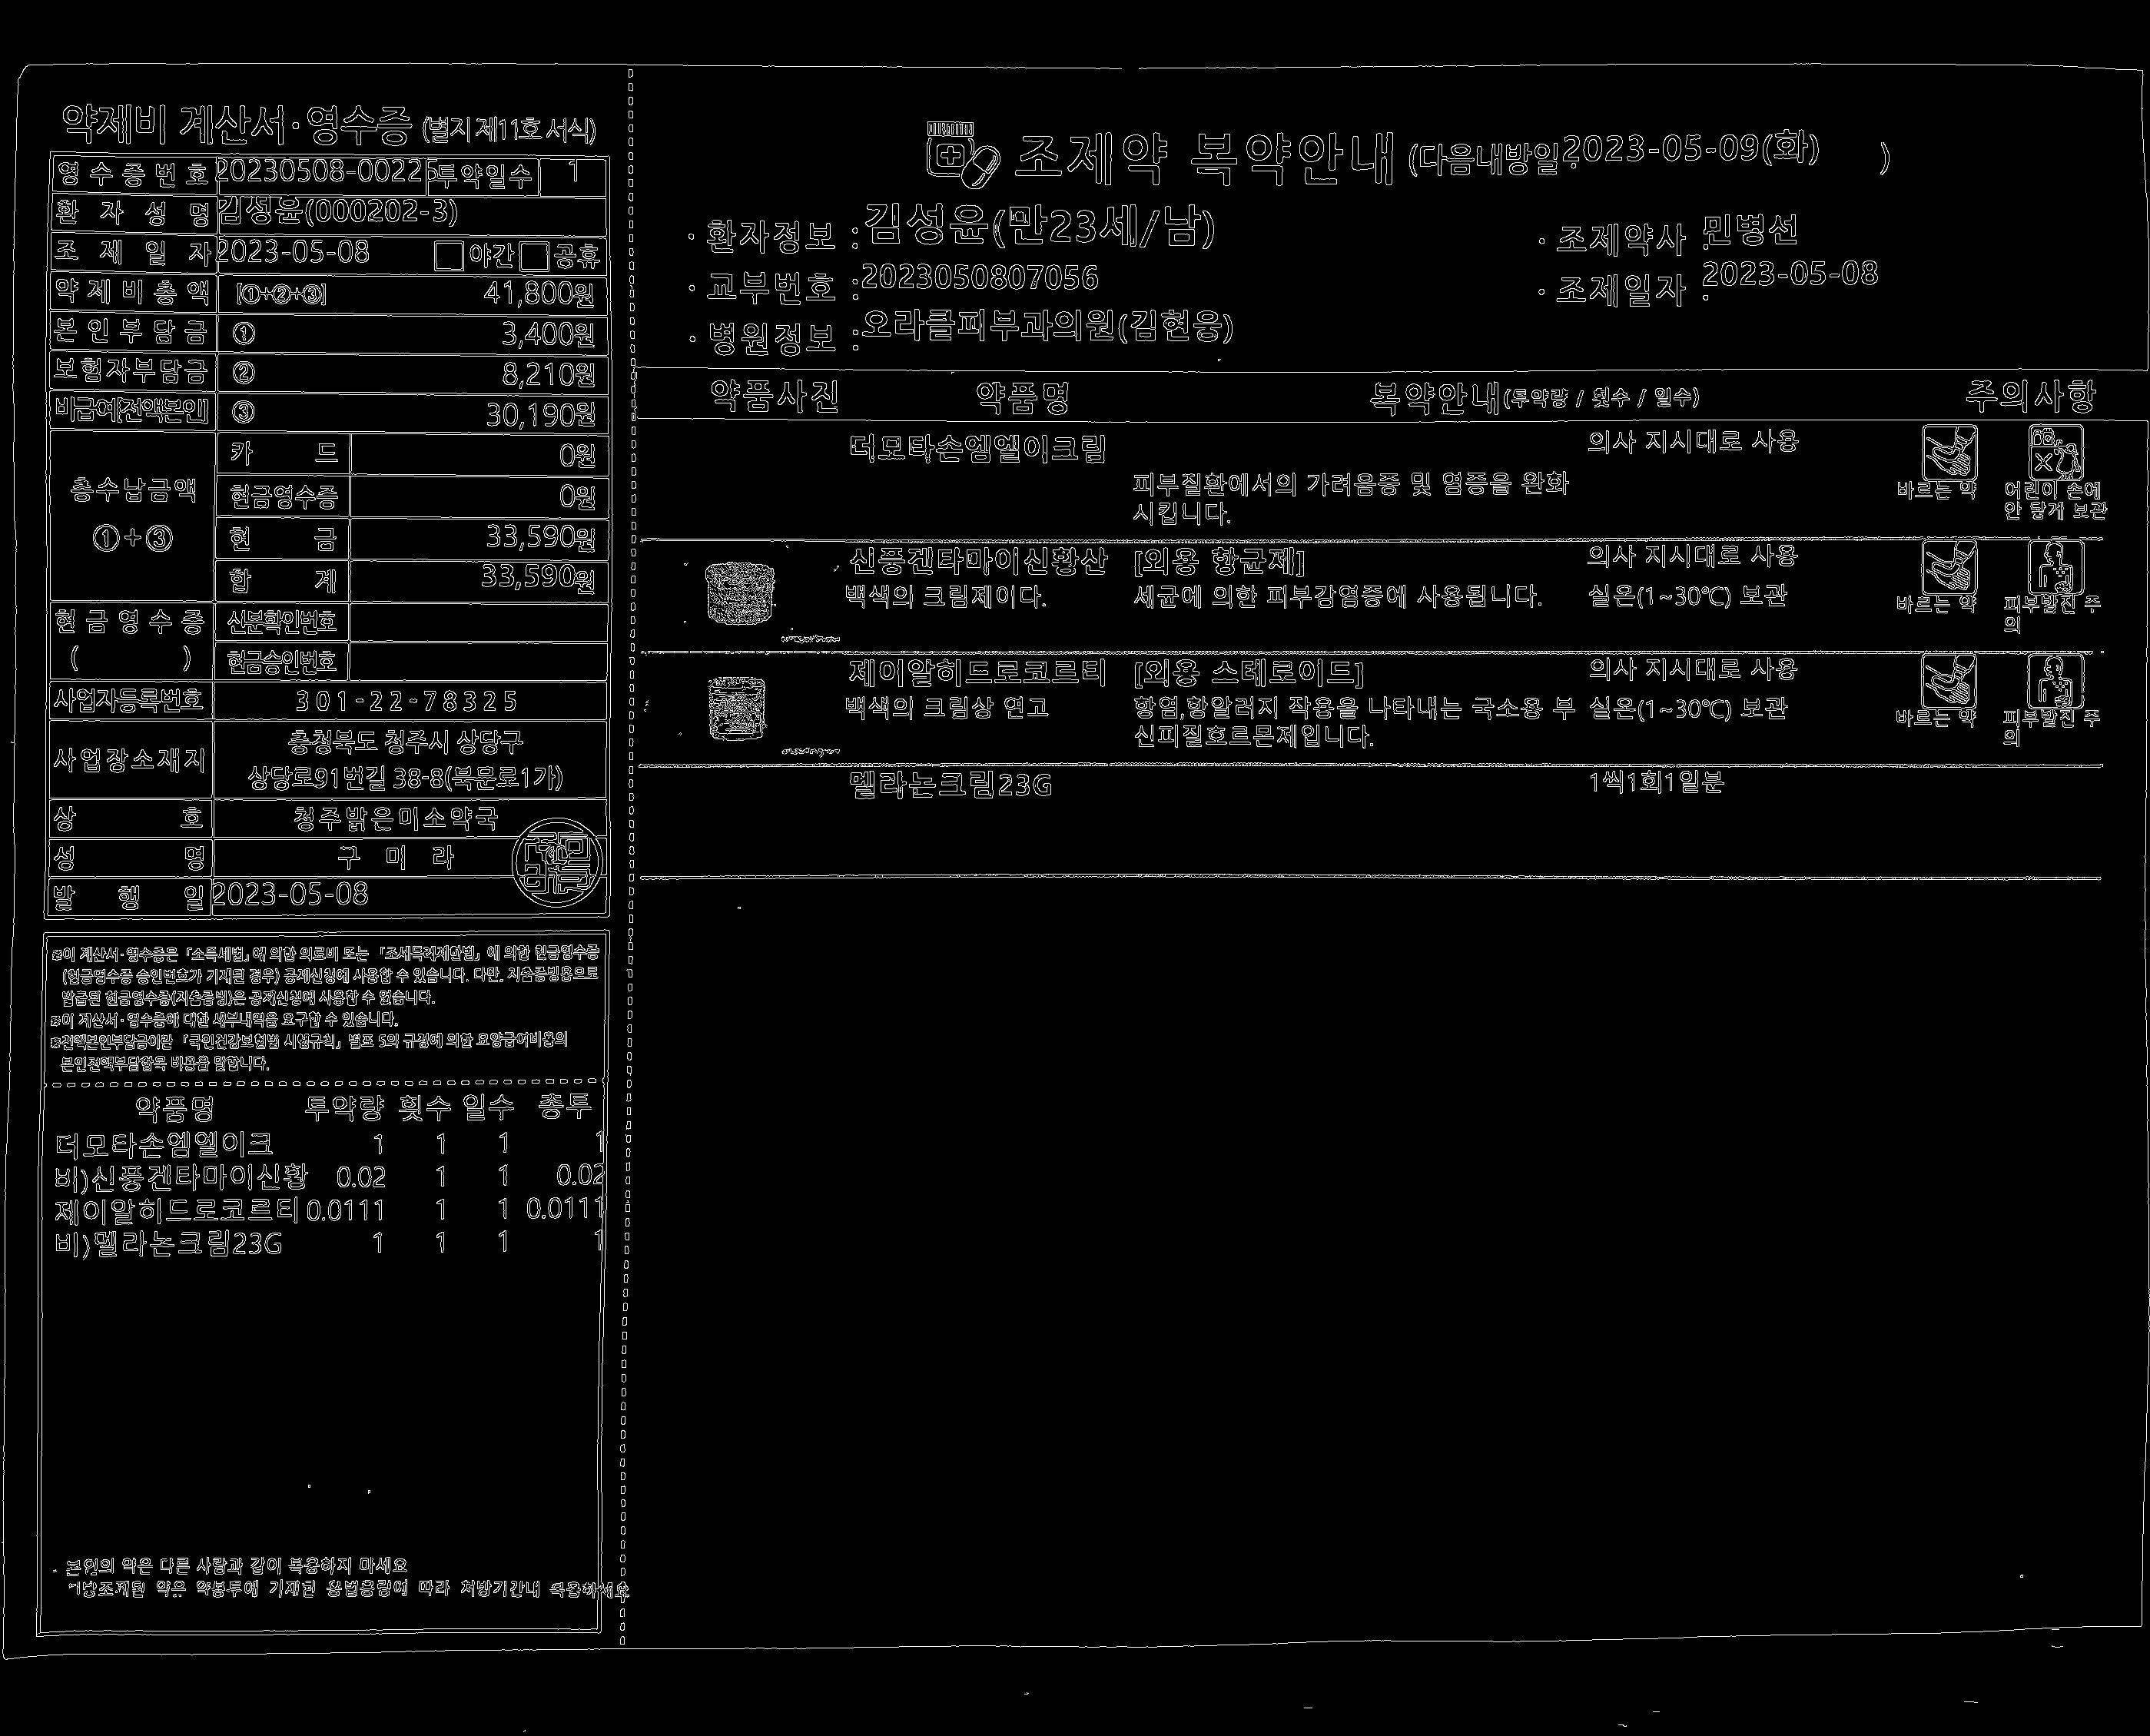 약제비 계산서·영수증 (별지 제11호 서식)
영수증번호 20230508-00225 투약일수 1
환자성명 김성윤(000202-3)
조제일자 2023-05-08 □ 야간 □ 공휴
약제비총액 [①+②+③] 41,800원
본인부담금 ① 3,400원
보험자부담금 ② 8,210원
비급여(전액본인) ③ 30,190원
총수납금액 ①+③
카드 0원
현금영수증 0원
현금 33,590원
합계 33,590원
현금영수증 ( )
신분확인번호
현금승인번호
사업자등록번호 301-22-78325
사업장소재지 충청북도 청주시 상당구
상당로91번길 38-8(북문로1가)
상호 청주밝은미소약국
성명 구미라
발행일 2023-05-08
※이 계산서·영수증은 「소득세법」에 의한 의료비 또는 「조세특례제한법」에 의한 현금영수증
(현금영수증 승인번호가 기재된 경우) 공제신청에 사용할 수 있습니다. 다만, 지출증빙용으로
발급된 현금영수증(지출증빙)은 공제신청에 사용할 수 없습니다.
※이 계산서·영수증에 대한 세부내역을 요구할 수 있습니다.
※전액본인부담금이란 「국민건강보험법 시행규칙」 별표 5의 규정에 의한 요양급여비용의
본인전액부담항목 비용을 말합니다.
약품명 투약량 횟수 일수 총투
더모타손엠엘이크 1 1 1 1
비)신풍겐타마이신황 0.02 1 1 0.02
제이알히드로코르티 0.0111 1 1 0.0111
비)멜라논크림23G 1 1 1 1
· 본인의 약은 다른 사람과 같이 복용하지 마세요
약은 약봉투에 기재된 용법용량에 따라 처방기간내 복용하세요
조제약 복약안내 (다음내방일: 2023-05-09(화) )
· 환자정보 : 김성윤(만23세/남)
· 조제약사 : 민병선
· 교부번호 : 2023050807056
· 조제일자 : 2023-05-08
· 병원정보 : 오라클피부과의원(김현웅)
약품사진 약품명 복약안내(투약량 / 횟수 / 일수) 주의사항
더모타손엠엘이크림 의사 지시대로 사용
피부질환에서의 가려움증 및 염증을 완화
시킵니다.
바르는 약 어린이 손에
안 닿게 보관
신풍겐타마이신황산 [외용 항균제] 의사 지시대로 사용
백색의 크림제이다. 세균에 의한 피부감염증에 사용됩니다. 실온(1~30℃) 보관
바르는 약 피부발진 주
의
제이알히드로코르티 [외용 스테로이드] 의사 지시대로 사용
백색의 크림상 연고 항염,항알러지 작용을 나타내는 국소용 부 실온(1~30℃) 보관
신피질호르몬제입니다.
바르는 약 피부발진 주
의
멜라논크림23G 1씩1회1일분